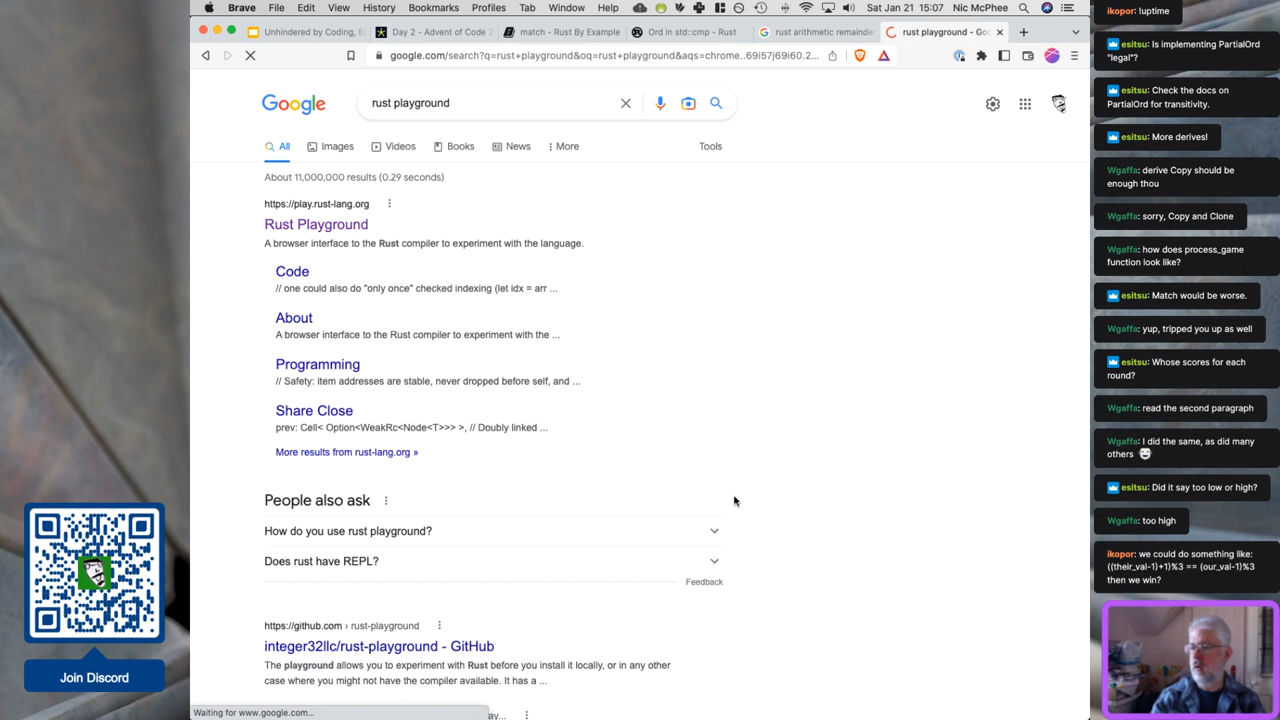 Brave File Edit View History Bookmarks Profiles Tab Window Help Sat Jan 21 15:07 Nic McPhee
Unhindered by Coding, E
Day 2 - Advent of Code 2
match - Rust By Example
Ord in std::cmp - Rust
rust arithmetic remainder
rust playground - Goo
google.com/search?q=rust+playground&oq=rust+playground&aqs=chrome..69i57j69i60.2...
Google
rust playground
All Images Videos Books News More Tools
About 11,000,000 results (0.29 seconds)
https://play.rust-lang.org
Rust Playground
A browser interface to the Rust compiler to experiment with the language.
Code
// one could also do "only once" checked indexing (let idx = arr ...
About
A browser interface to the Rust compiler to experiment with the ...
Programming
// Safety: item addresses are stable, never dropped before self, and ...
Share Close
prev: Cell< Option<WeakRc<Node<T>>> >, // Doubly linked ...
More results from rust-lang.org »
People also ask
How do you use rust playground?
Does rust have REPL?
Feedback
https://github.com › rust-playground
integer32llc/rust-playground - GitHub
The playground allows you to experiment with Rust before you install it locally, or in any other
case where you might not have the compiler available. It has a ...
Waiting for www.google.com...
ay...
Join Discord
ikopor: !uptime
esitsu: Is implementing PartialOrd
"legal"?
esitsu: Check the docs on
PartialOrd for transitivity.
esitsu: More derives!
Wgaffa: derive Copy should be
enough thou
Wgaffa: sorry, Copy and Clone
Wgaffa: how does process_game
function look like?
esitsu: Match would be worse.
Wgaffa: yup, tripped you up as well
esitsu: Whose scores for each
round?
Wgaffa: read the second paragraph
Wgaffa: I did the same, as did many
others
esitsu: Did it say too low or high?
Wgaffa: too high
ikopor: we could do something like:
((their_val-1)+1)%3 == (our_val-1)%3
then we win?